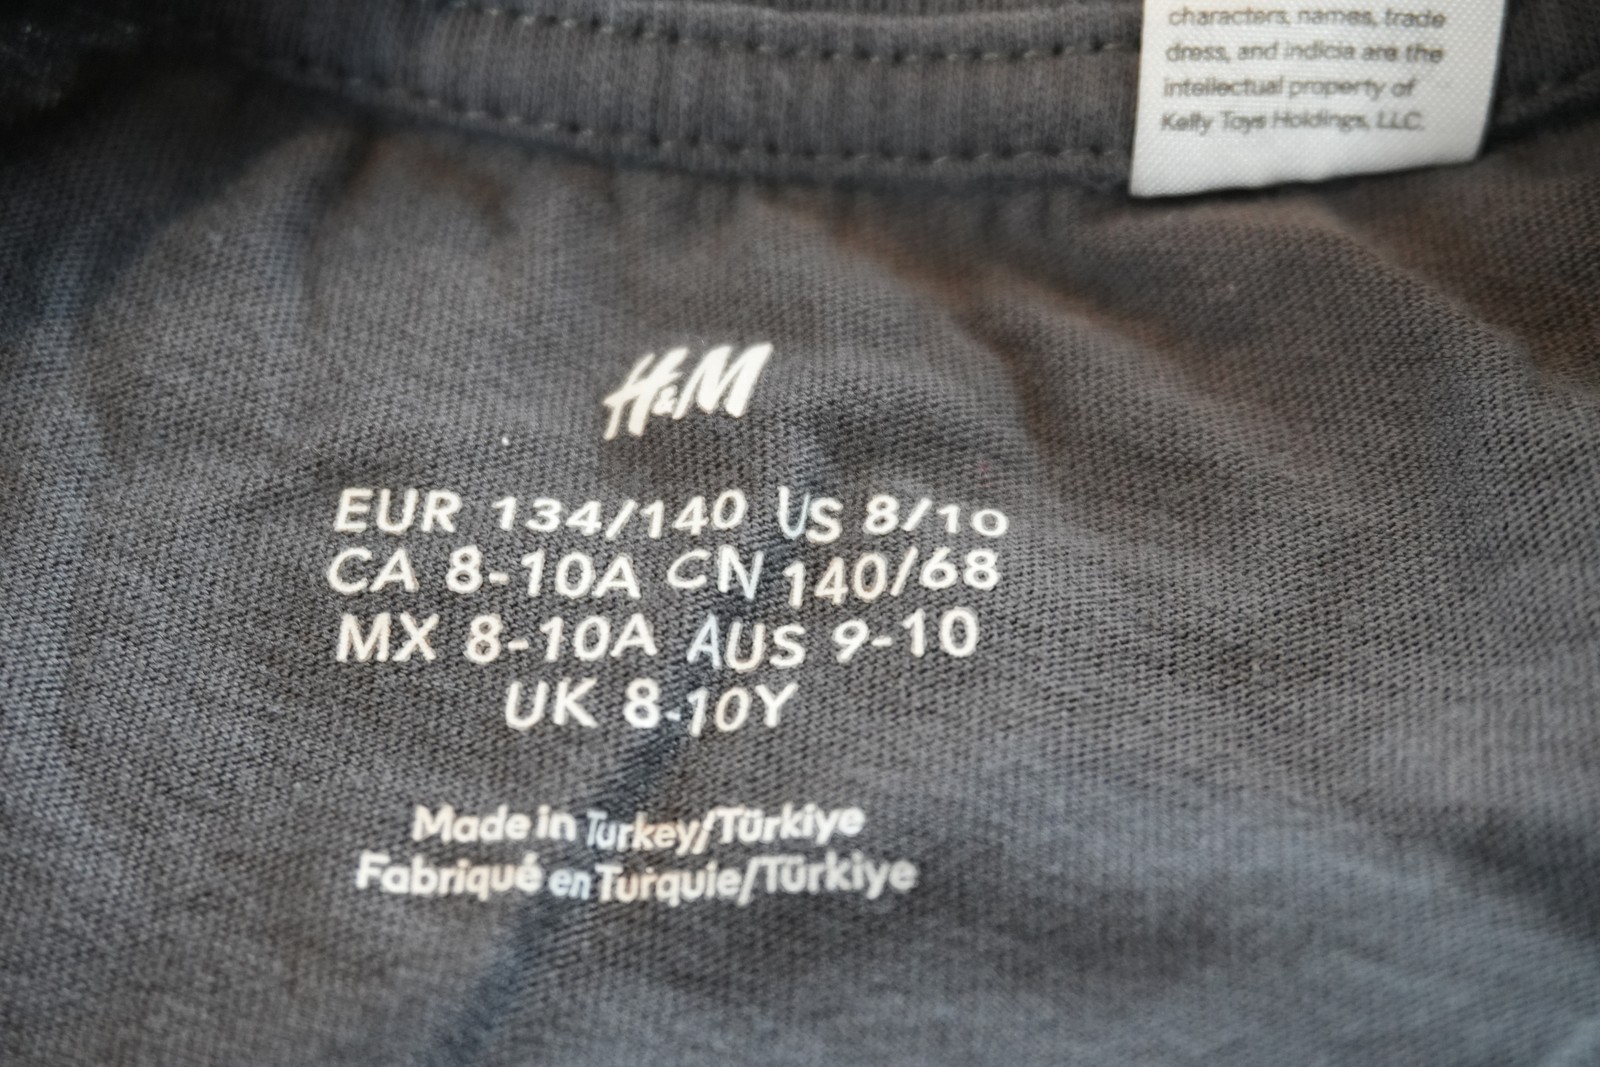 characters, names, trade
dress, and indicia are the
intellectual property of
Kelly Toys Holdings, LLC.
H&M
EUR 134/140 US 8/10
CA 8-10A CN 140/68
MX 8-10A AUS 9-10
UK 8-10Y
Made in Turkey/Türkiye
Fabriqué en Turquie/Türkiye